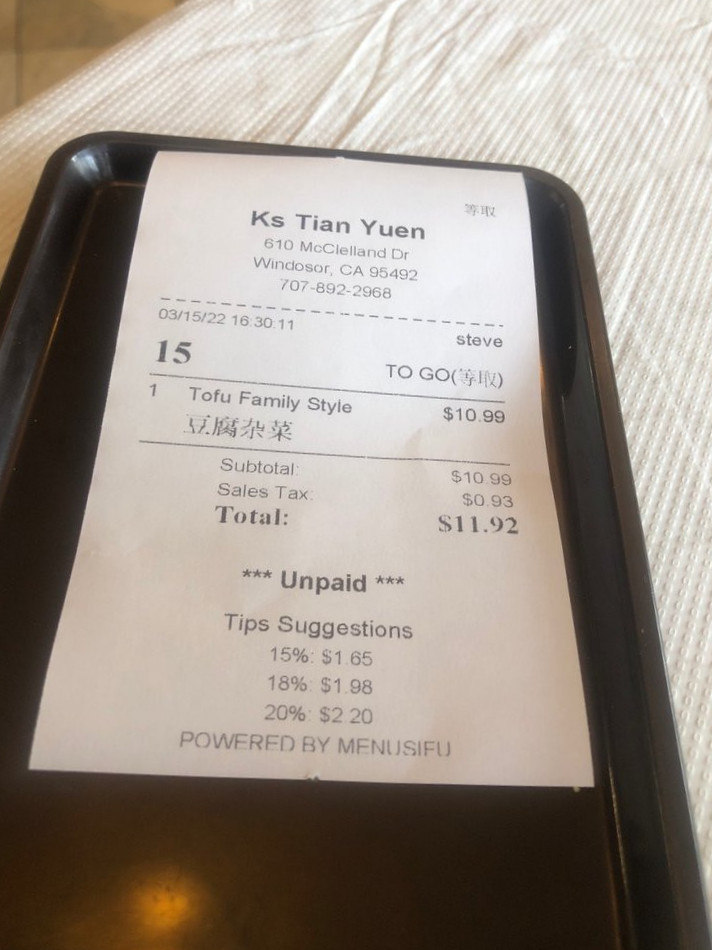 等取
Ks Tian Yuen
610 McClelland Dr
Windosor, CA 95492
707-892-2968
03/15/22 16:30:11 steve
15 TO GO(等取)
1 Tofu Family Style $10.99
豆腐杂菜
Subtotal: $10.99
Sales Tax: $0.93
Total: $11.92
*** Unpaid ***
Tips Suggestions
15%: $1.65
18%: $1.98
20%: $2.20
POWERED BY MENUSIFU